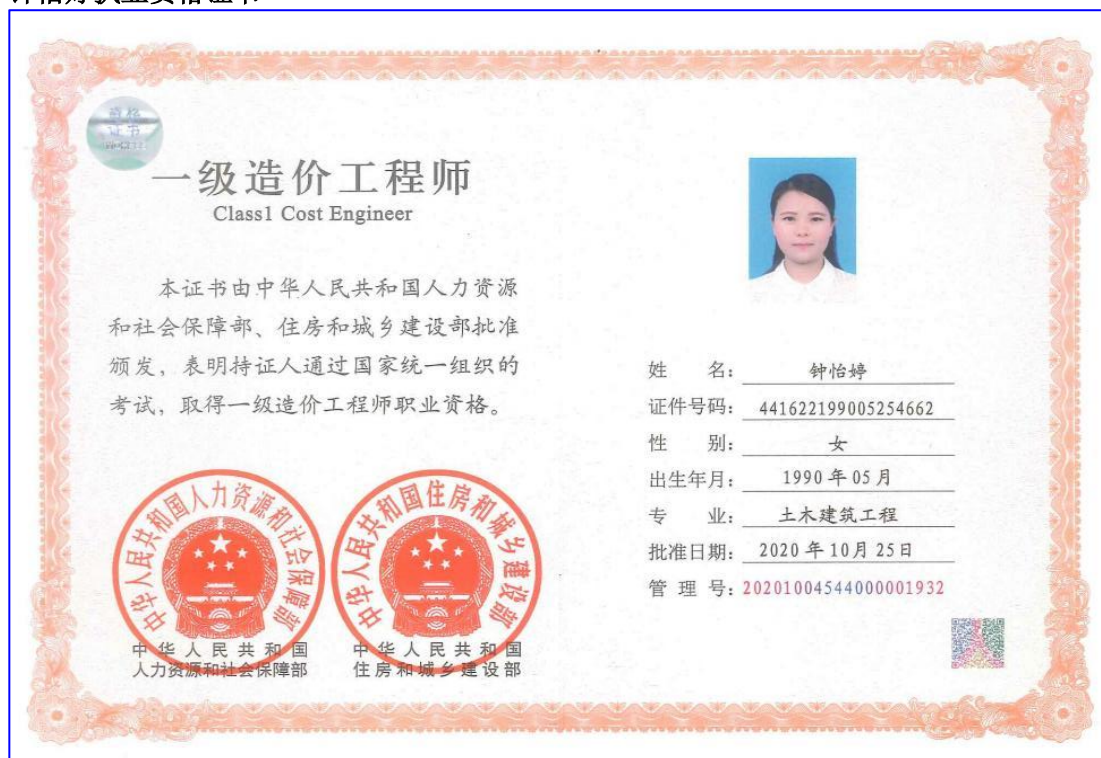 一级造价工程师
Class1 Cost Engineer
本证书由中华人民共和国人力资源
和社会保障部、住房和城乡建设部批准
颁发，表明持证人通过国家统一组织的
考试，取得一级造价工程师职业资格。
中华人民共和国人力资源和社会保障部
中华人民共和国住房和城乡建设部
中华人民共和国
人力资源和社会保障部
中华人民共和国
住房和城乡建设部
姓 名： 钟怡婷
证件号码： 441622199005254662
性 别： 女
出生年月： 1990年05月
专 业： 土木建筑工程
批准日期： 2020年10月25日
管 理 号：20201004544000001932